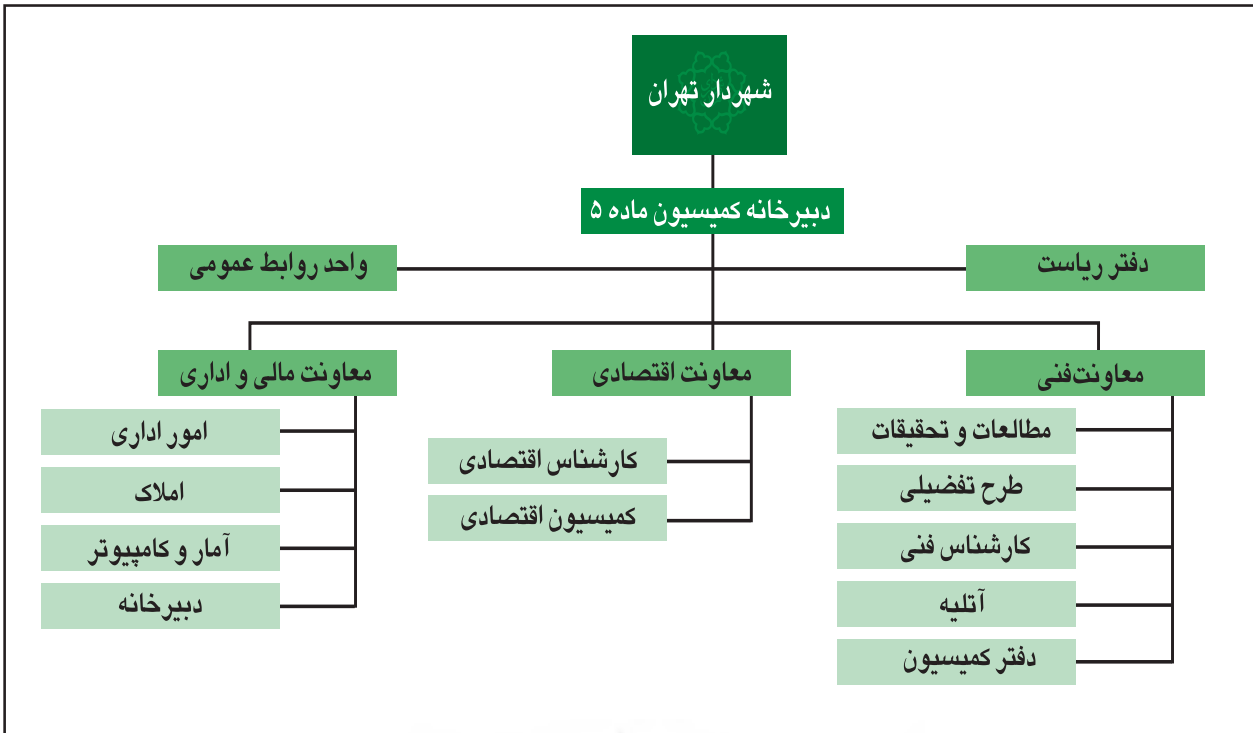 شهردار تهران
دبیرخانه کمیسیون ماده ۵
دفتر ریاست
واحد روابط عمومی
معاونت‌فنی
معاونت اقتصادی
معاونت مالی و اداری
مطالعات و تحقیقات
طرح تفضیلی
کارشناس فنی
آتلیه
دفتر کمیسیون
کارشناس اقتصادی
کمیسیون اقتصادی
امور اداری
املاک
آمار و کامپیوتر
دبیرخانه